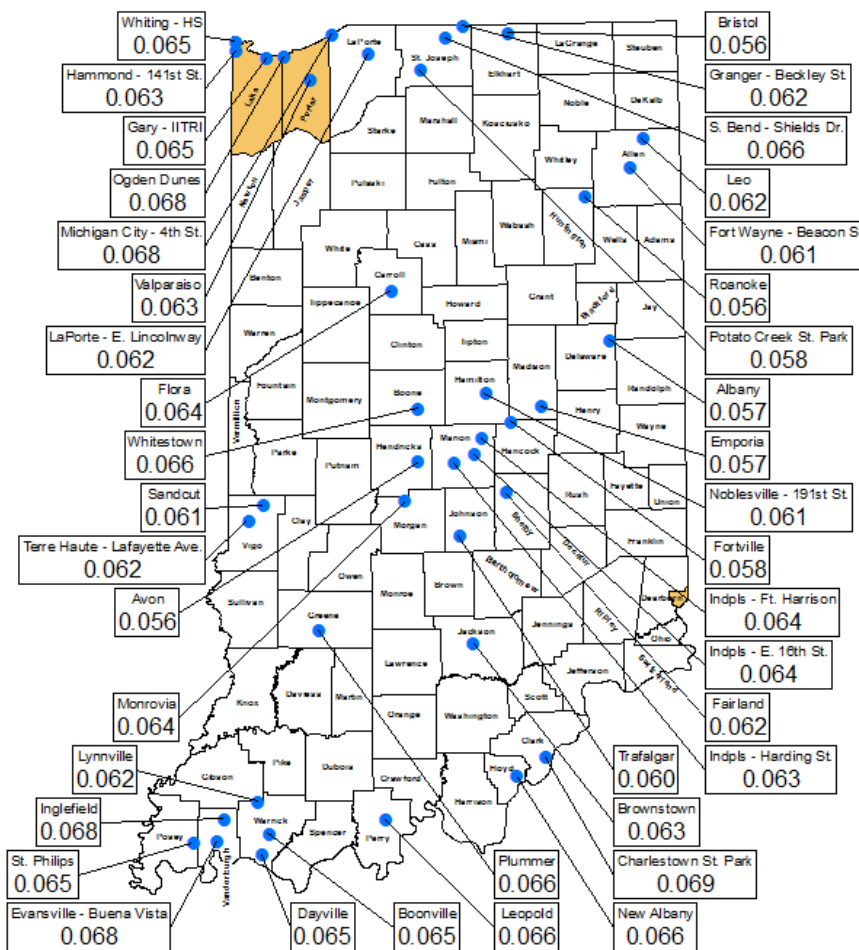 Whiting - HS
0.065
Hammond - 141st St.
0.063
Gary - IITRI
0.065
Ogden Dunes
0.068
Michigan City - 4th St.
0.068
Valparaiso
0.063
LaPorte - E. Lincolnway
0.062
Flora
0.064
Whitestown
0.066
Sandcut
0.061
Terre Haute - Lafayette Ave.
0.062
Avon
0.056
Monrovia
0.064
Lynnville
0.062
Inglefield
0.068
St. Philips
0.065
Evansville - Buena Vista
0.068
Dayville
0.065
Boonville
0.065
Leopold
0.066
Plummer
0.066
New Albany
0.066
Charlestown St. Park
0.069
Brownstown
0.063
Trafalgar
0.060
Bristol
0.056
Granger - Beckley St.
0.062
S. Bend - Shields Dr.
0.066
Leo
0.062
Fort Wayne - Beacon S
0.061
Roanoke
0.056
Potato Creek St. Park
0.058
Albany
0.057
Emporia
0.057
Noblesville - 191st St.
0.061
Fortville
0.058
Indpls - Ft. Harrison
0.064
Indpls - E. 16th St.
0.064
Fairland
0.062
Indpls - Harding St.
0.063
Lake
Porter
LaPorte
St. Joseph
Elkhart
LaGrange
Steuben
Noble
DeKalb
Starke
Marshall
Kosciusko
Whitley
Allen
Newton
Jasper
Pulaski
Fulton
Wabash
Huntington
Wells
Adams
Benton
White
Cass
Miami
Carroll
Tippecanoe
Howard
Grant
Blackford
Jay
Warren
Clinton
Tipton
Madison
Delaware
Randolph
Fountain
Montgomery
Boone
Hamilton
Henry
Wayne
Vermillion
Parke
Putnam
Hendricks
Marion
Hancock
Fayette
Union
Rush
Vigo
Clay
Morgan
Johnson
Shelby
Decatur
Franklin
Owen
Monroe
Brown
Bartholomew
Dearborn
Sullivan
Greene
Jackson
Jennings
Ripley
Ohio
Switzerland
Jefferson
Lawrence
Knox
Daviess
Martin
Orange
Washington
Scott
Clark
Floyd
Harrison
Gibson
Pike
Dubois
Crawford
Posey
Vanderburgh
Warrick
Spencer
Perry